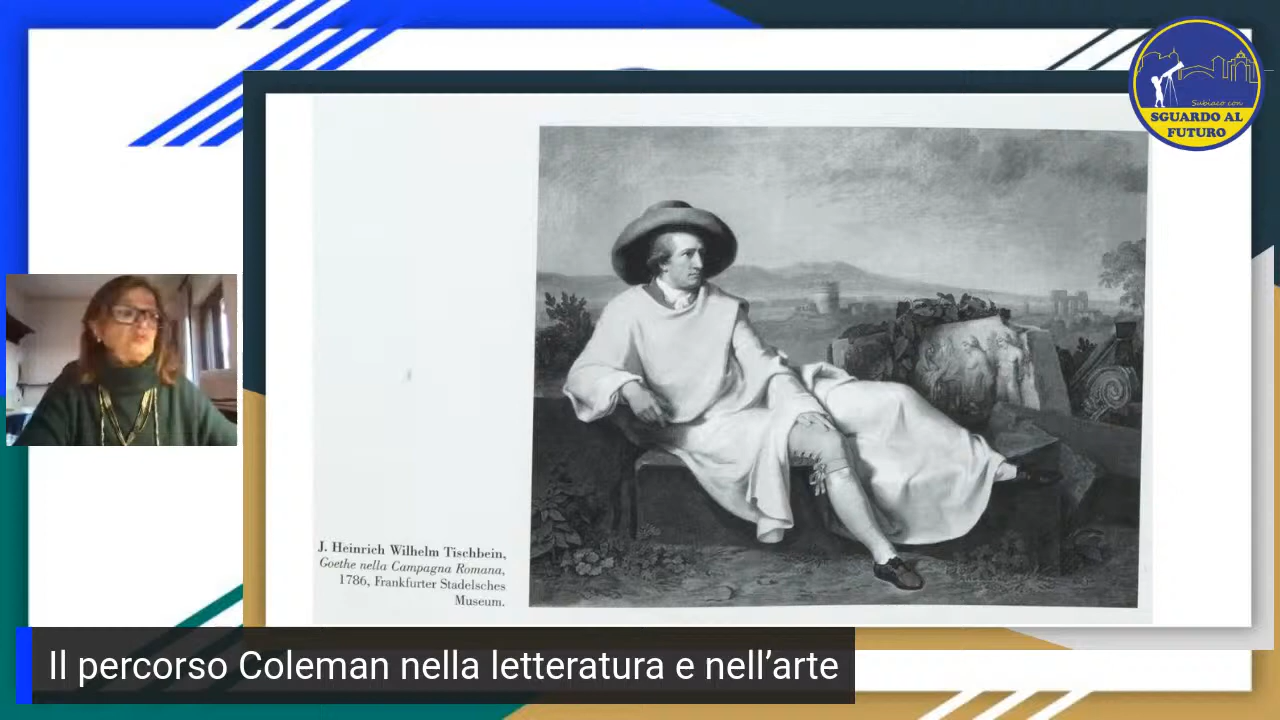 Subiaco con
SGUARDO AL
FUTURO
J. Heinrich Wilhelm Tischbein,
Goethe nella Campagna Romana,
1786, Frankfurter Stadelsches
Museum.
Il percorso Coleman nella letteratura e nell’arte